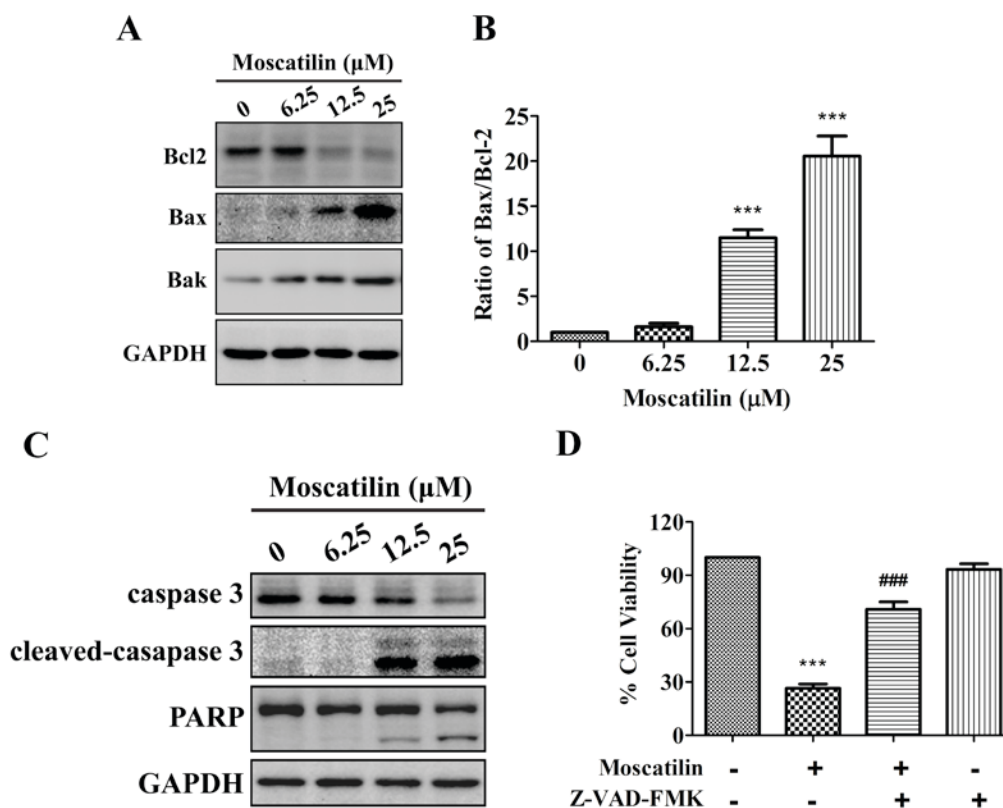 A
Moscatilin (μM)
0 6.25 12.5 25
Bcl2
Bax
Bak
GAPDH
B
Ratio of Bax/Bcl-2
25
20
15
10
5
0
***
***
0 6.25 12.5 25
Moscatilin (μM)
C
Moscatilin (μM)
0 6.25 12.5 25
caspase 3
cleaved-casapase 3
PARP
GAPDH
D
% Cell Viability
120
90
60
30
0
***
###
Moscatilin - + + -
Z-VAD-FMK - - + +